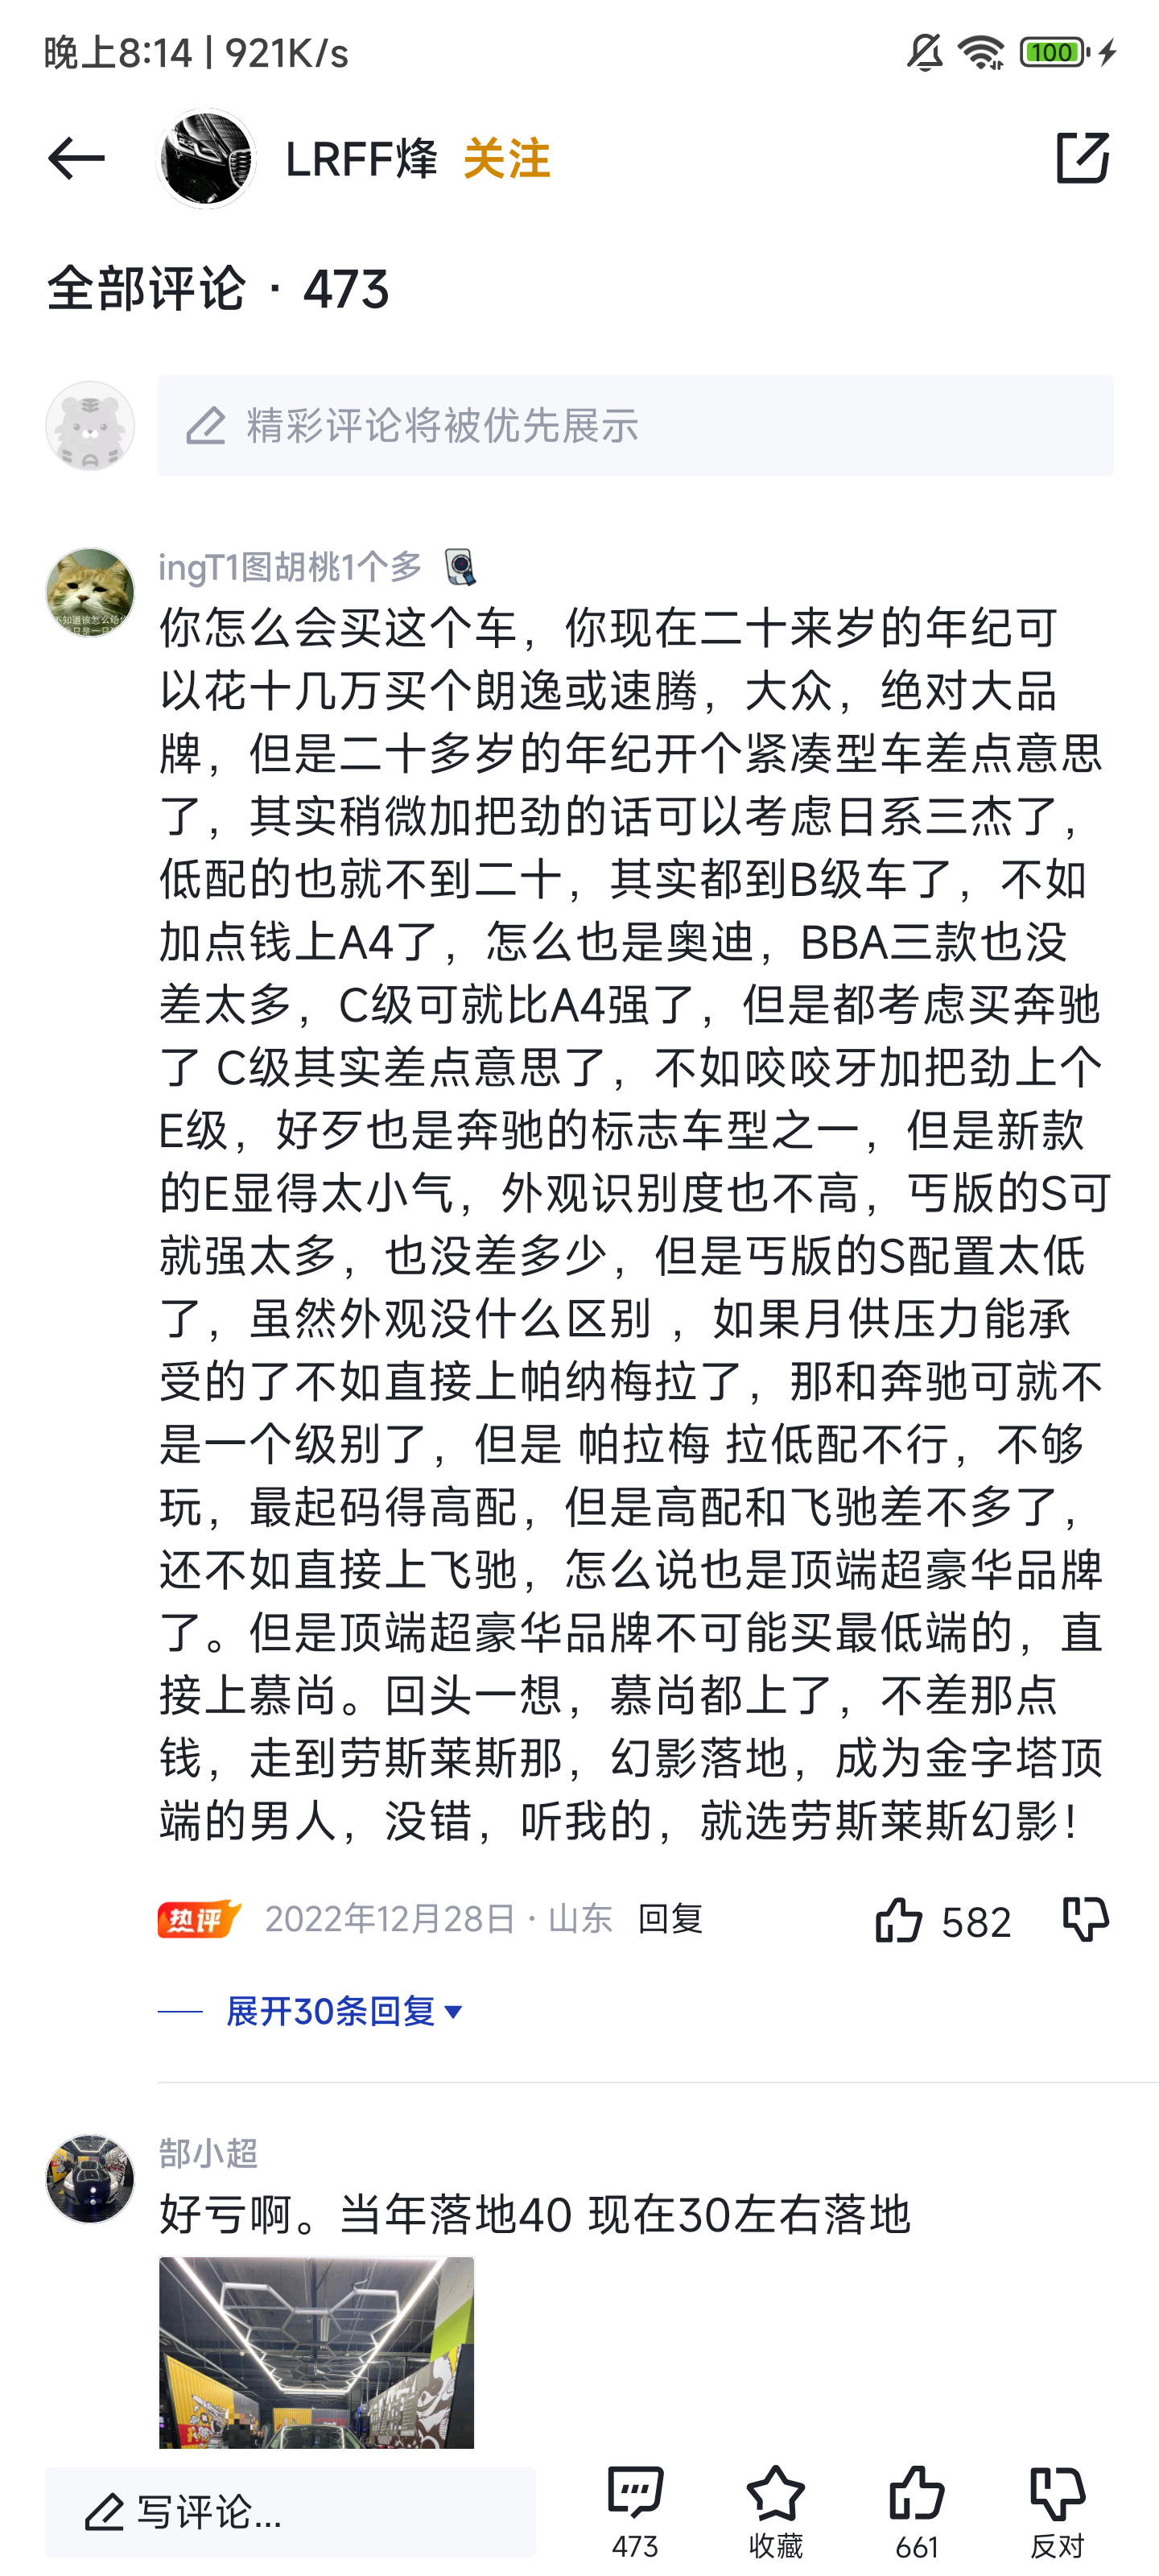 晚上8:14 | 921K/s
100
LRFF烽 关注
全部评论 · 473
精彩评论将被优先展示
ingT1图胡桃1个多
你怎么会买这个车，你现在二十来岁的年纪可
以花十几万买个朗逸或速腾，大众，绝对大品
牌，但是二十多岁的年纪开个紧凑型车差点意思
了，其实稍微加把劲的话可以考虑日系三杰了，
低配的也就不到二十，其实都到B级车了，不如
加点钱上A4了，怎么也是奥迪，BBA三款也没
差太多，C级可就比A4强了，但是都考虑买奔驰
了 C级其实差点意思了，不如咬咬牙加把劲上个
E级，好歹也是奔驰的标志车型之一，但是新款
的E显得太小气，外观识别度也不高，丐版的S可
就强太多，也没差多少，但是丐版的S配置太低
了，虽然外观没什么区别 ，如果月供压力能承
受的了不如直接上帕纳梅拉了，那和奔驰可就不
是一个级别了，但是 帕拉梅 拉低配不行，不够
玩，最起码得高配，但是高配和飞驰差不多了，
还不如直接上飞驰，怎么说也是顶端超豪华品牌
了。但是顶端超豪华品牌不可能买最低端的，直
接上慕尚。回头一想，慕尚都上了，不差那点
钱，走到劳斯莱斯那，幻影落地，成为金字塔顶
端的男人，没错，听我的，就选劳斯莱斯幻影！
热评 2022年12月28日 · 山东 回复 582
展开30条回复
郜小超
好亏啊。当年落地40 现在30左右落地
写评论...
473 收藏 661 反对